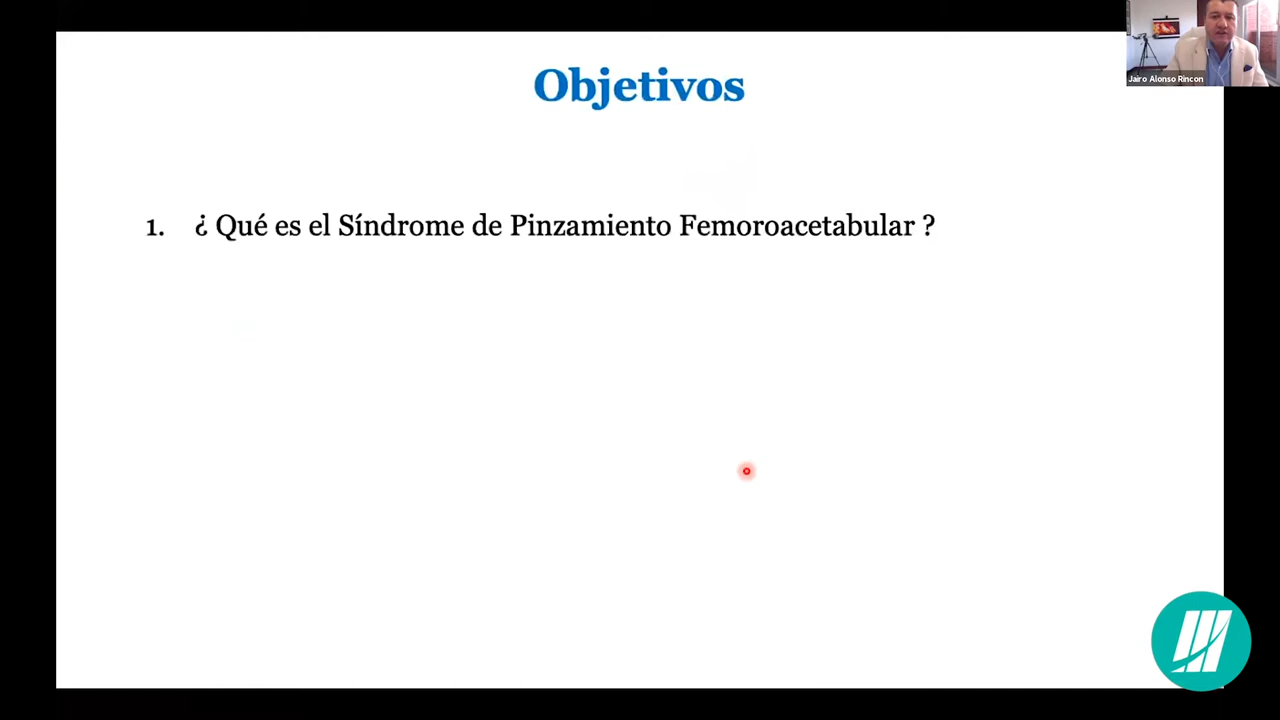 Objetivos
Jairo Alonso Rincon
1. ¿ Qué es el Síndrome de Pinzamiento Femoroacetabular ?